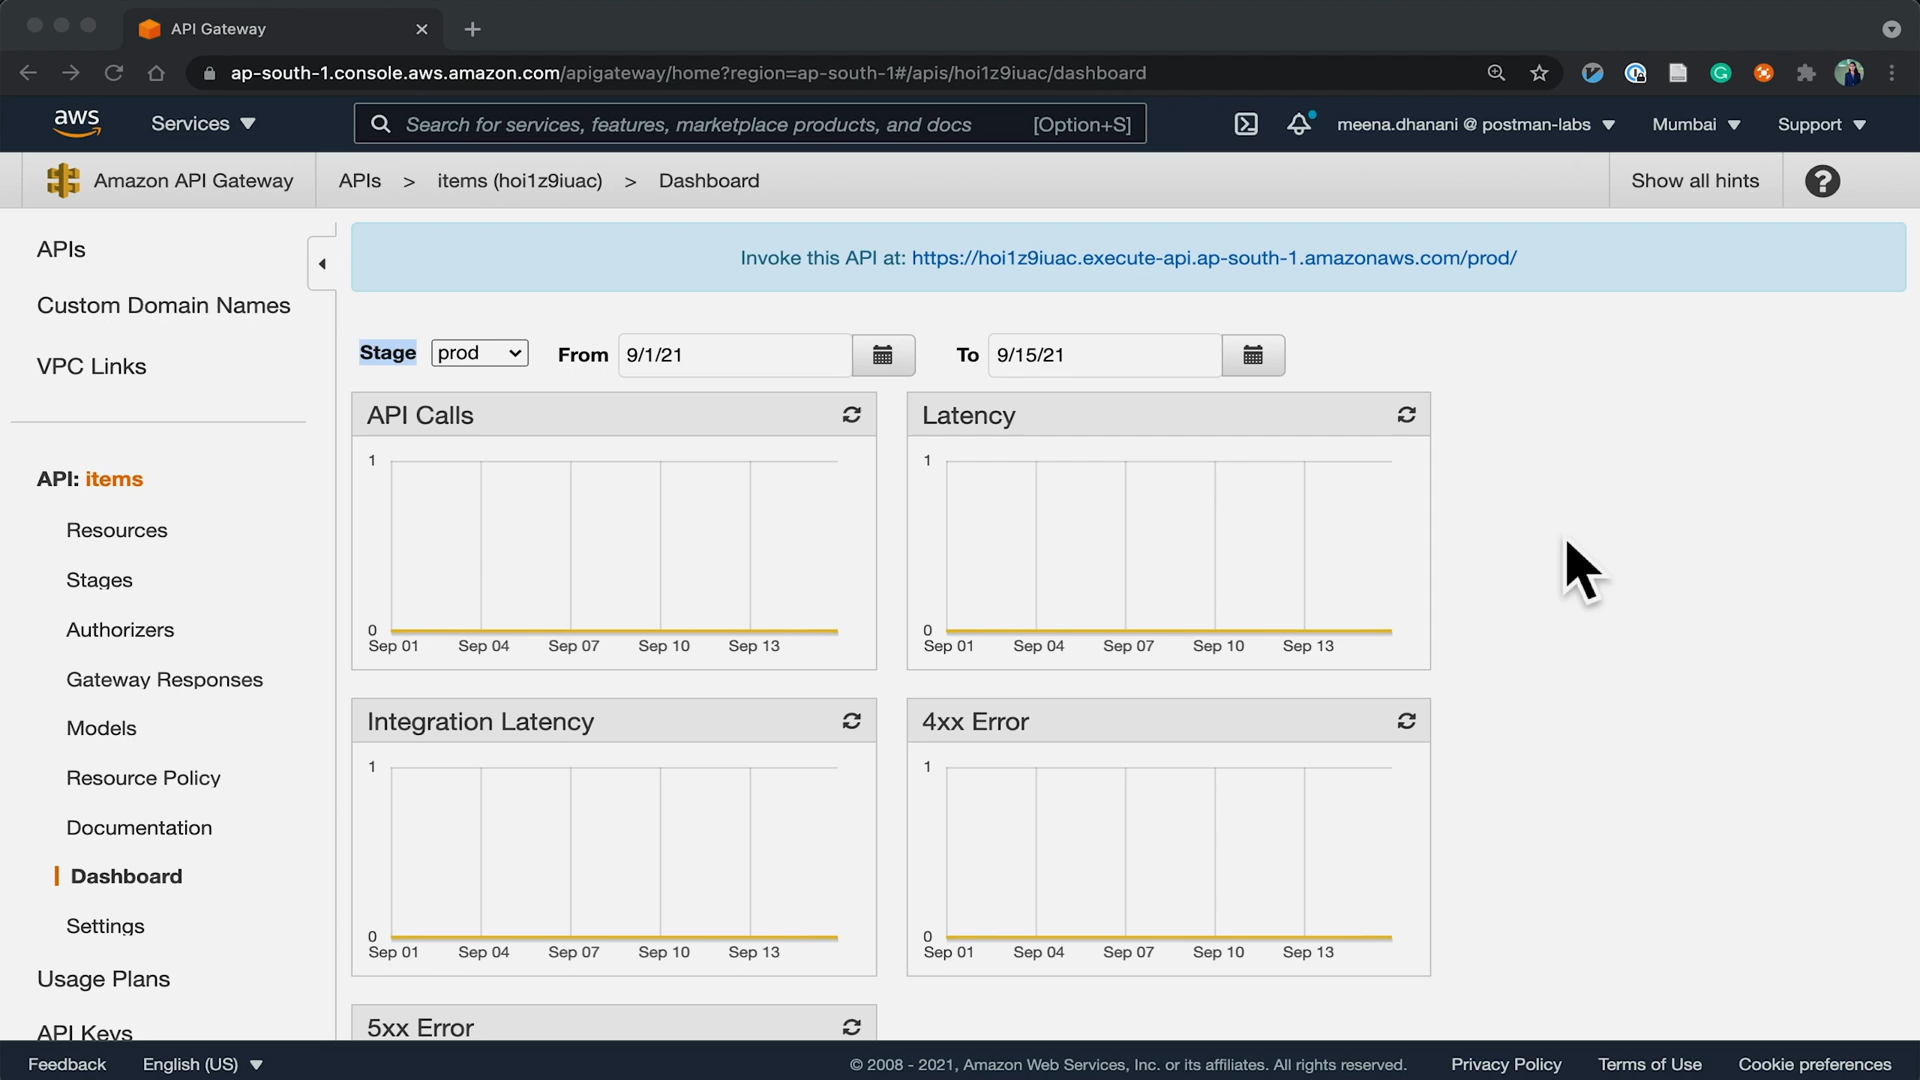 API Gateway
ap-south-1.console.aws.amazon.com/apigateway/home?region=ap-south-1#/apis/hoi1z9iuac/dashboard
aws
Services
Search for services, features, marketplace products, and docs [Option+S]
meena.dhanani @ postman-labs
Mumbai
Support
Amazon API Gateway
APIs > items (hoi1z9iuac) > Dashboard
Show all hints
?
APIs
Custom Domain Names
VPC Links
API: items
Resources
Stages
Authorizers
Gateway Responses
Models
Resource Policy
Documentation
Dashboard
Settings
Usage Plans
API Keys
Invoke this API at: https://hoi1z9iuac.execute-api.ap-south-1.amazonaws.com/prod/
Stage prod From 9/1/21 To 9/15/21
API Calls
1
0
Sep 01 Sep 04 Sep 07 Sep 10 Sep 13
Latency
1
0
Sep 01 Sep 04 Sep 07 Sep 10 Sep 13
Integration Latency
1
0
Sep 01 Sep 04 Sep 07 Sep 10 Sep 13
4xx Error
1
0
Sep 01 Sep 04 Sep 07 Sep 10 Sep 13
5xx Error
Feedback
English (US)
© 2008 - 2021, Amazon Web Services, Inc. or its affiliates. All rights reserved.
Privacy Policy
Terms of Use
Cookie preferences